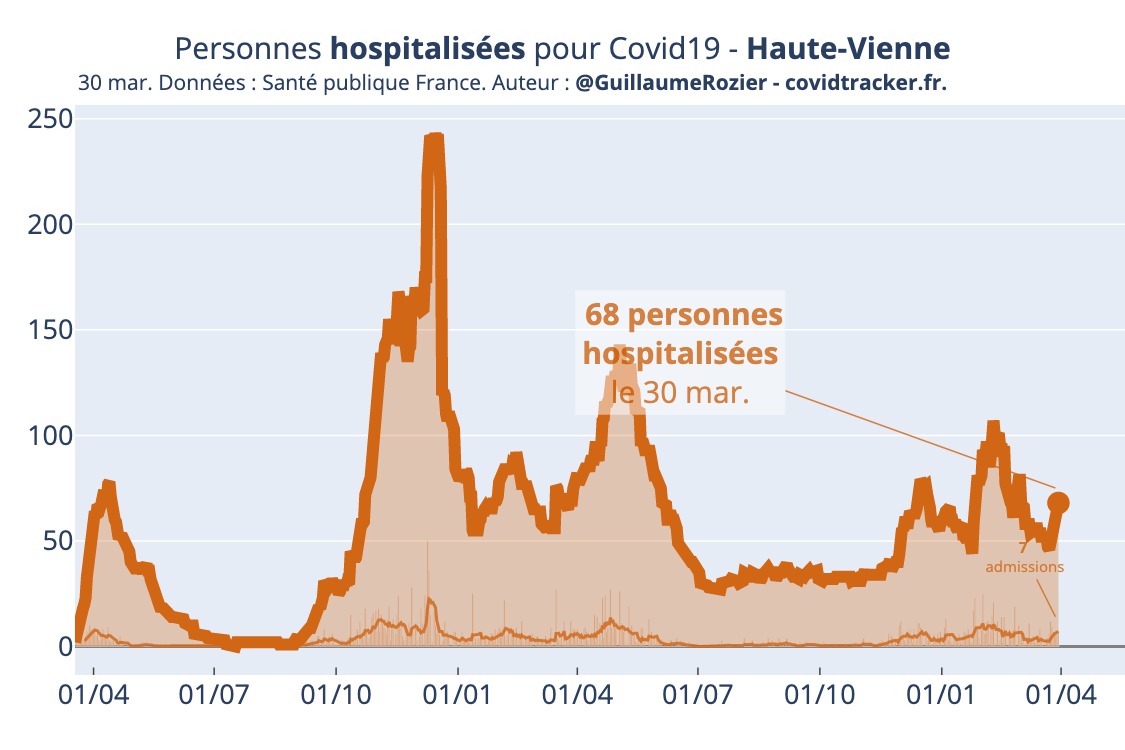 Personnes hospitalisées pour Covid19 - Haute-Vienne
30 mar. Données : Santé publique France. Auteur : @GuillaumeRozier - covidtracker.fr.
250
200
150
100
50
0
68 personnes
hospitalisées
le 30 mar.
7
admissions
01/04
01/07
01/10
01/01
01/04
01/07
01/10
01/01
01/04